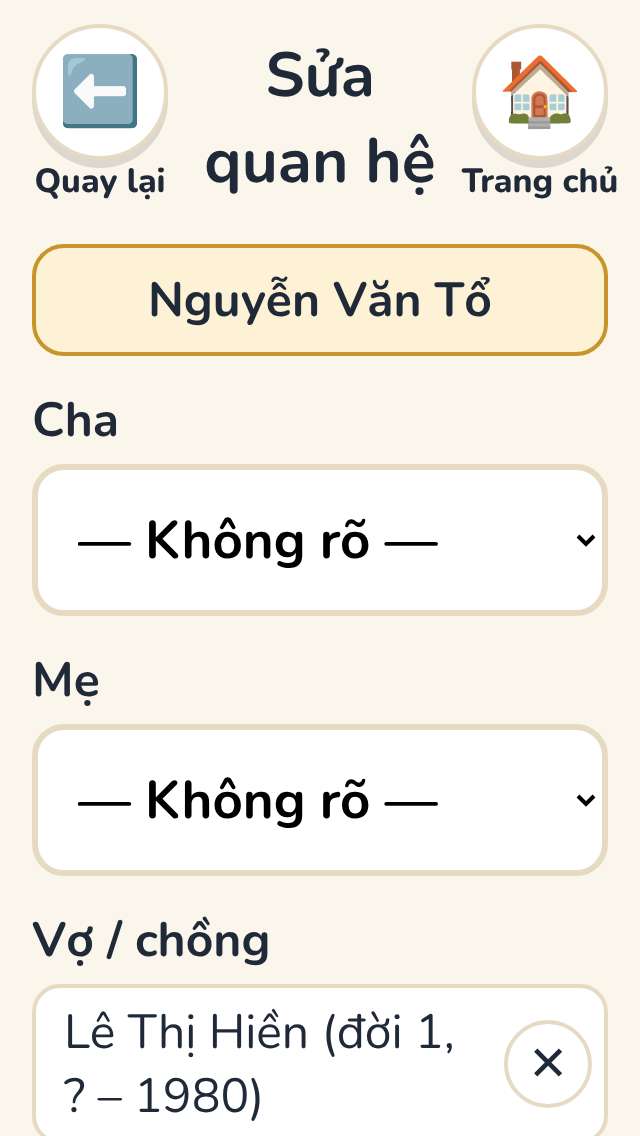 Sửa
quan hệ
Quay lại
Trang chủ
Nguyễn Văn Tổ
Cha
— Không rõ —
Mẹ
— Không rõ —
Vợ / chồng
Lê Thị Hiền (đời 1,
? – 1980)